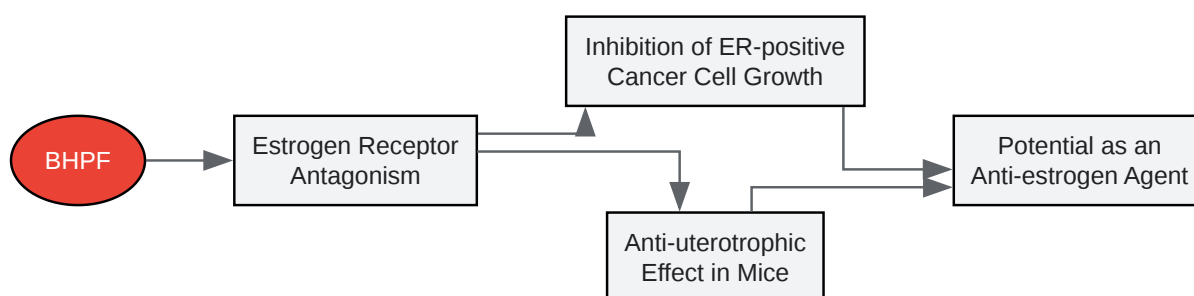 BHPF
Estrogen Receptor
Antagonism
Inhibition of ER-positive
Cancer Cell Growth
Anti-uterotrophic
Effect in Mice
Potential as an
Anti-estrogen Agent